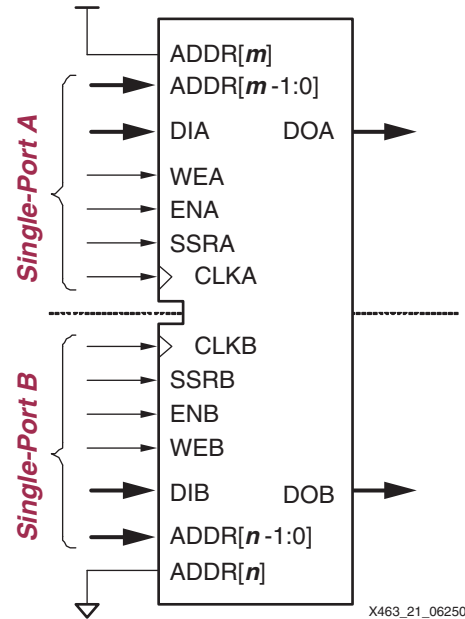 ADDR[m]
ADDR[m-1:0]
DIA DOA
WEA
ENA
SSRA
CLKA
Single-Port A
CLKB
SSRB
ENB
WEB
DIB DOB
ADDR[n-1:0]
ADDR[n]
Single-Port B
X463_21_06250